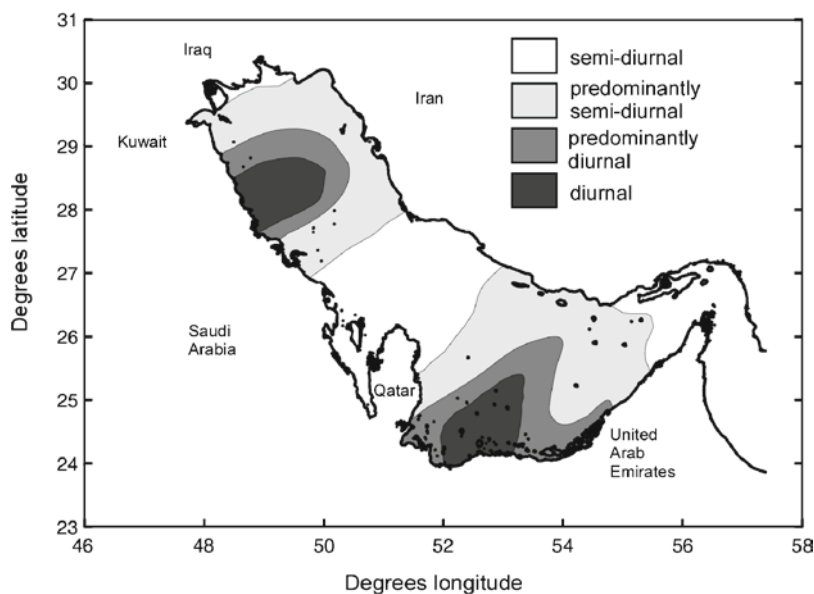 31
30
29
28
27
26
25
24
23
46
48
50
52
54
56
58
Degrees latitude
Degrees longitude
Iraq
Iran
Kuwait
Saudi
Arabia
Qatar
United
Arab
Emirates
semi-diurnal
predominantly
semi-diurnal
predominantly
diurnal
diurnal